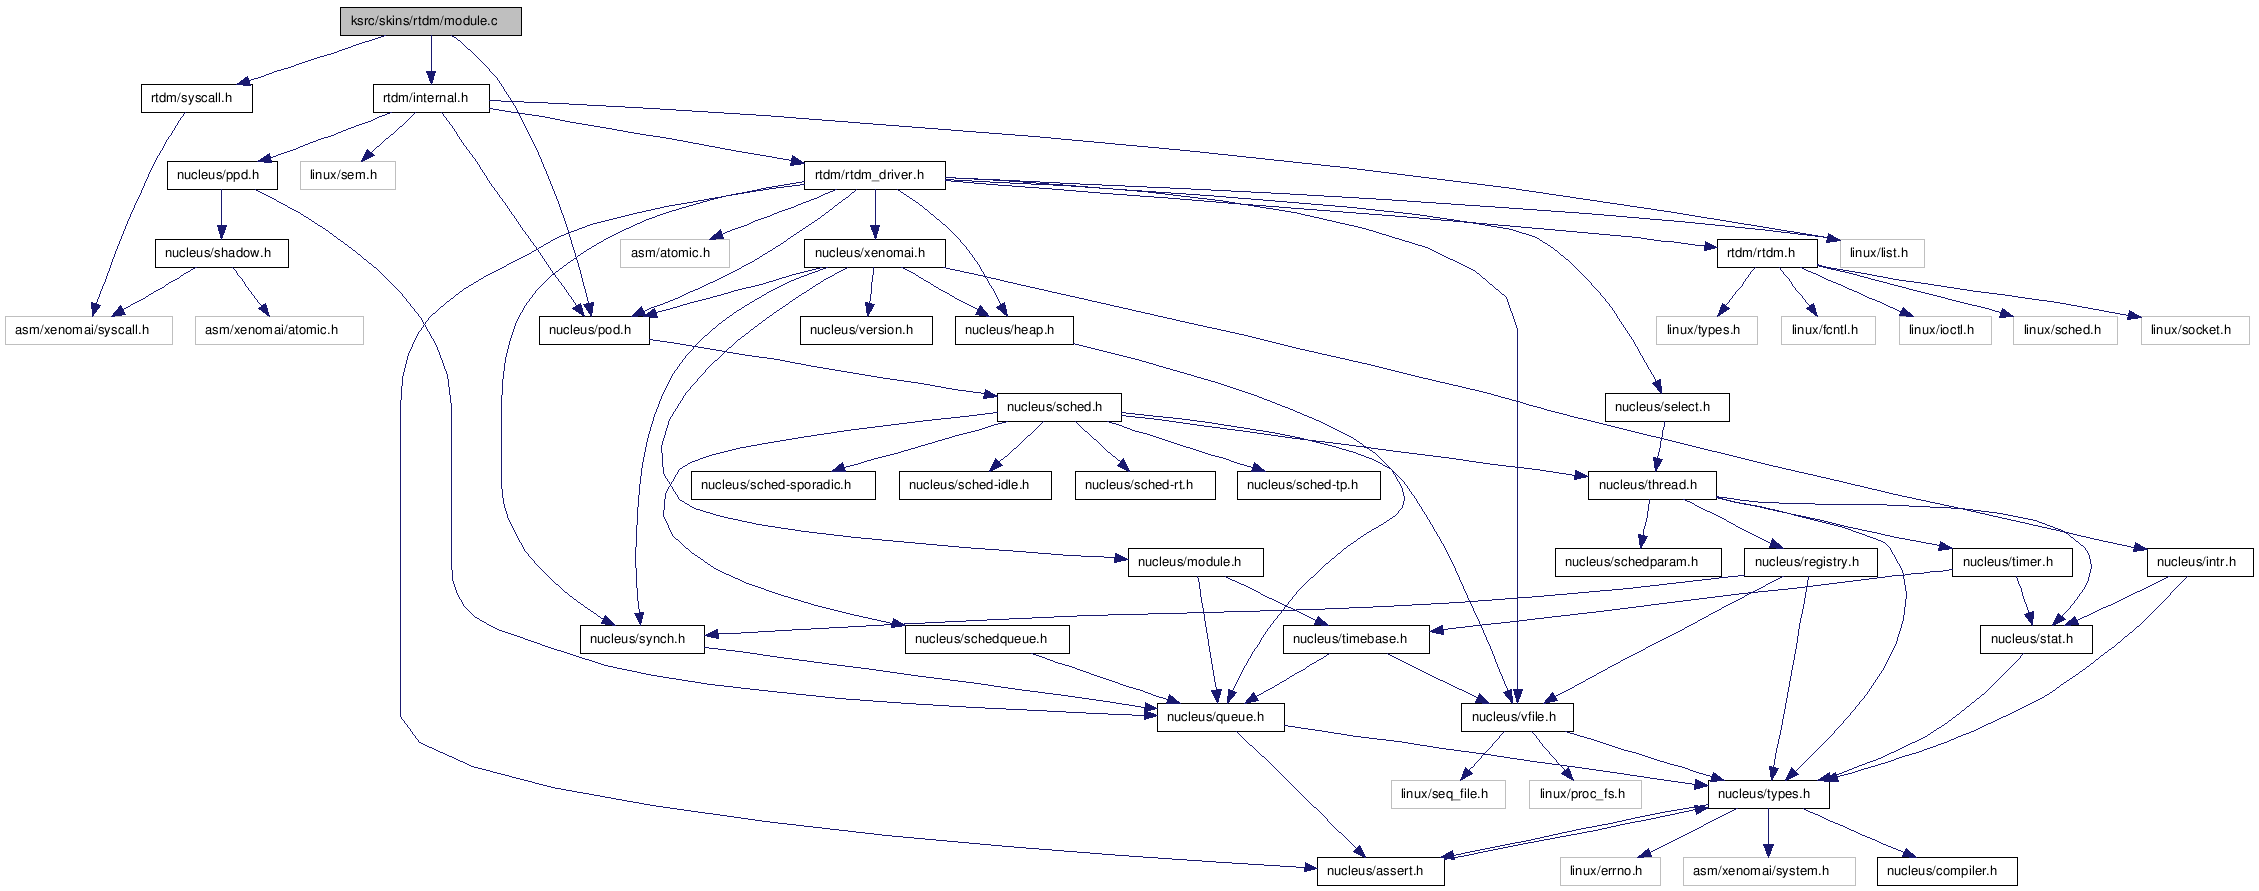 ksrc/skins/rtdm/module.c
rtdm/syscall.h
rtdm/internal.h
nucleus/ppd.h
linux/sem.h
rtdm/rtdm_driver.h
nucleus/shadow.h
asm/atomic.h
nucleus/xenomai.h
rtdm/rtdm.h
linux/list.h
asm/xenomai/syscall.h
asm/xenomai/atomic.h
nucleus/pod.h
nucleus/version.h
nucleus/heap.h
linux/types.h
linux/fcntl.h
linux/ioctl.h
linux/sched.h
linux/socket.h
nucleus/sched.h
nucleus/select.h
nucleus/sched-sporadic.h
nucleus/sched-idle.h
nucleus/sched-rt.h
nucleus/sched-tp.h
nucleus/thread.h
nucleus/module.h
nucleus/schedparam.h
nucleus/registry.h
nucleus/timer.h
nucleus/intr.h
nucleus/synch.h
nucleus/schedqueue.h
nucleus/timebase.h
nucleus/stat.h
nucleus/queue.h
nucleus/vfile.h
linux/seq_file.h
linux/proc_fs.h
nucleus/types.h
nucleus/assert.h
linux/errno.h
asm/xenomai/system.h
nucleus/compiler.h